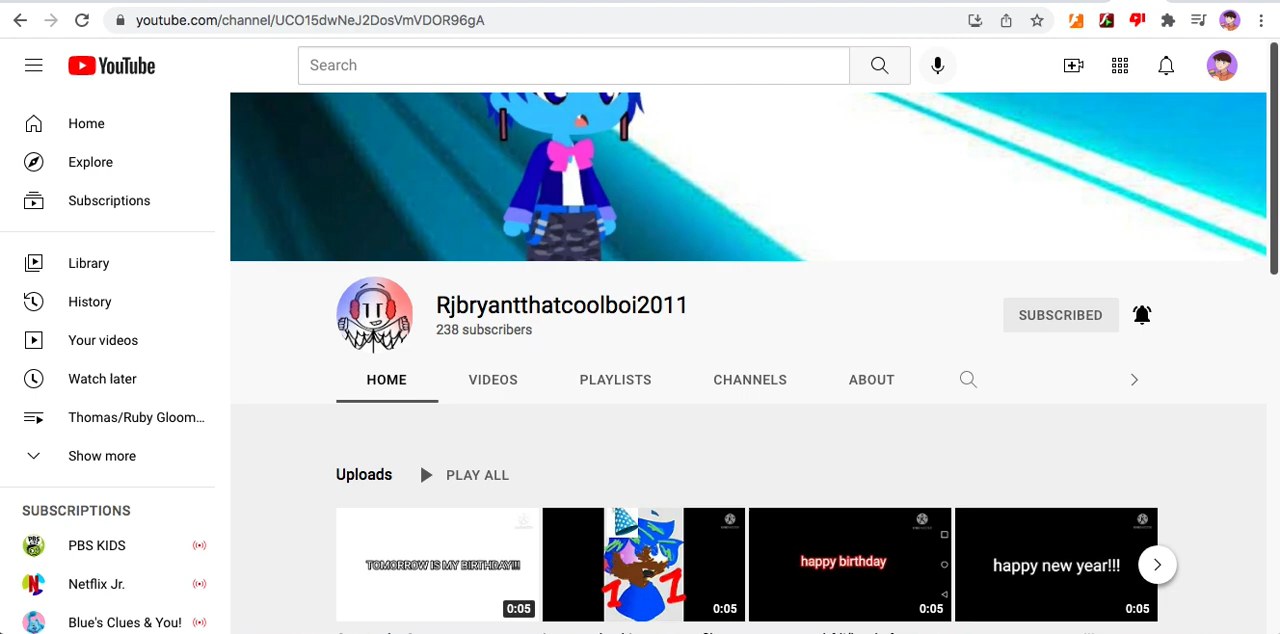 youtube.com/channel/UCO15dwNeJ2DosVmVDOR96gA
YouTube
Search
Home
Explore
Subscriptions
Library
History
Your videos
Watch later
Thomas/Ruby Gloom...
Show more
SUBSCRIPTIONS
PBS KIDS
Netflix Jr.
Blue's Clues & You!
Rjbryantthatcoolboi2011
238 subscribers
SUBSCRIBED
HOME VIDEOS PLAYLISTS CHANNELS ABOUT
Uploads PLAY ALL
TOMORROW IS MY BIRTHDAY!!!
0:05
11
0:05
happy birthday
0:05
happy new year!!!
0:05